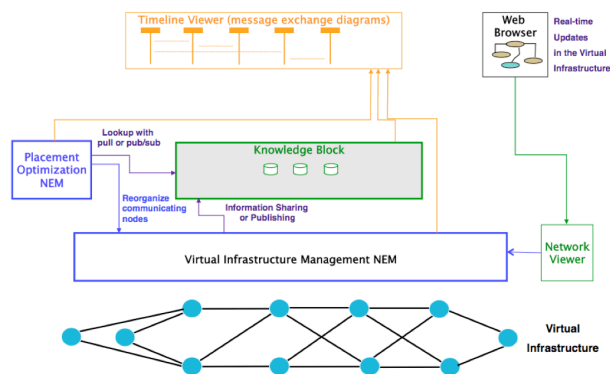 Timeline Viewer (message exchange diagrams)
Web
Browser
Real-time
Updates
in the Virtual
Infrastructure
Lookup with
pull or pub/sub
Placement
Optimization
NEM
Knowledge Block
Reorganize
communicating
nodes
Information Sharing
or Publishing
Virtual Infrastructure Management NEM
Network
Viewer
Virtual
Infrastructure